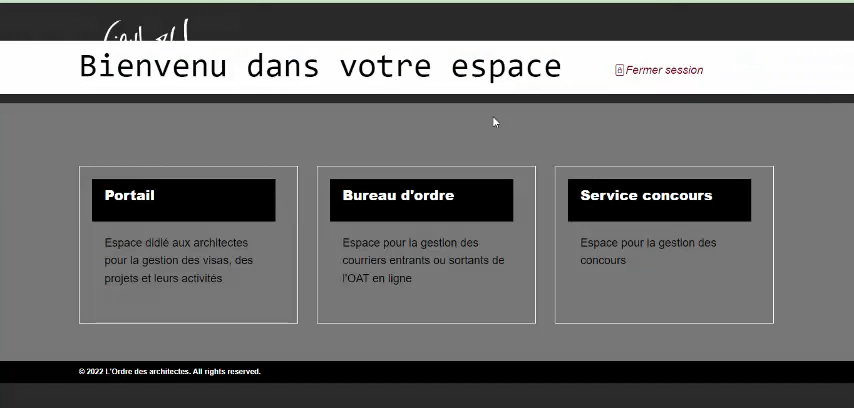 Bienvenu dans votre espace
Fermer session
Portail
Espace didié aux architectes
pour la gestion des visas, des
projets et leurs activités
Bureau d'ordre
Espace pour la gestion des
courriers entrants ou sortants de
l'OAT en ligne
Service concours
Espace pour la gestion des
concours
© 2022 L'Ordre des architectes. All rights reserved.